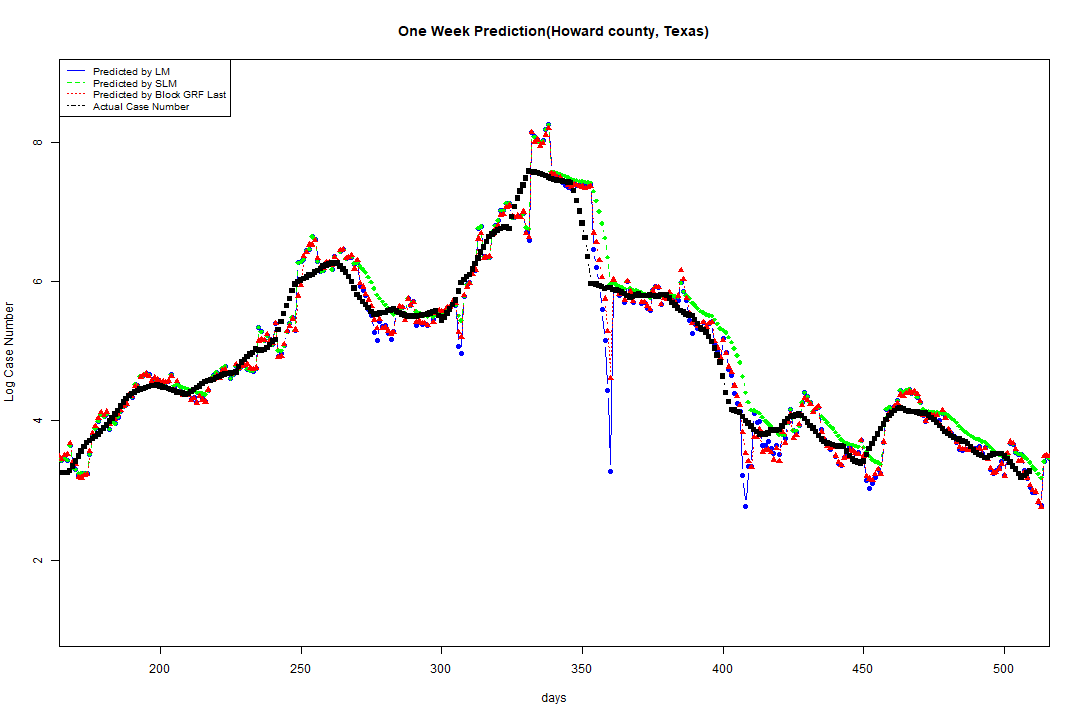 One Week Prediction(Howard county, Texas)
Predicted by LM
Predicted by SLM
Predicted by Block GRF Last
Actual Case Number
8
6
4
2
Log Case Number
200 250 300 350 400 450 500
days